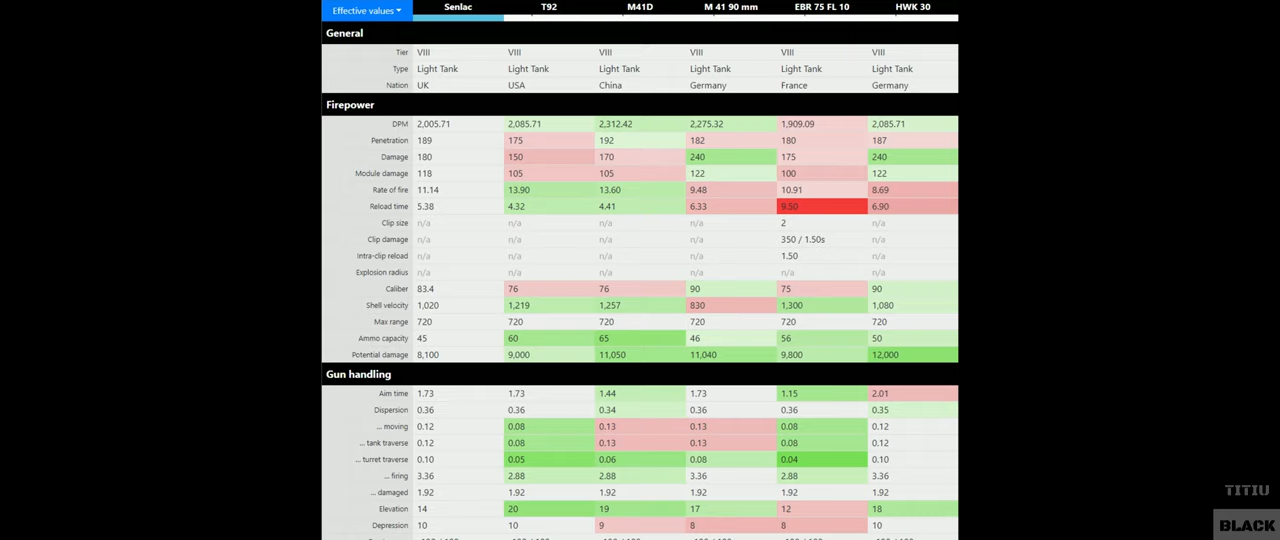 Effective values ▾ Senlac T92 M41D M 41 90 mm EBR 75 FL 10 HWK 30
General
Tier VIII VIII VIII VIII VIII VIII
Type Light Tank Light Tank Light Tank Light Tank Light Tank Light Tank
Nation UK USA China Germany France Germany
Firepower
DPM 2,005.71 2,085.71 2,312.42 2,275.32 1,909.09 2,085.71
Penetration 189 175 192 182 180 187
Damage 180 150 170 240 175 240
Module damage 118 105 105 122 100 122
Rate of fire 11.14 13.90 13.60 9.48 10.91 8.69
Reload time 5.38 4.32 4.41 6.33 9.50 6.90
Clip size n/a n/a n/a n/a 2 n/a
Clip damage n/a n/a n/a n/a 350 / 1.50s n/a
Intra-clip reload n/a n/a n/a n/a 1.50 n/a
Explosion radius n/a n/a n/a n/a n/a n/a
Caliber 83.4 76 76 90 75 90
Shell velocity 1,020 1,219 1,257 830 1,300 1,080
Max range 720 720 720 720 720 720
Ammo capacity 45 60 65 46 56 50
Potential damage 8,100 9,000 11,050 11,040 9,800 12,000
Gun handling
Aim time 1.73 1.73 1.44 1.73 1.15 2.01
Dispersion 0.36 0.36 0.34 0.36 0.36 0.35
... moving 0.12 0.08 0.13 0.13 0.08 0.12
... tank traverse 0.12 0.08 0.13 0.13 0.08 0.12
... turret traverse 0.10 0.05 0.06 0.08 0.04 0.10
... firing 3.36 2.88 2.88 3.36 2.88 3.36
... damaged 1.92 1.92 1.92 1.92 1.92 1.92
Elevation 14 20 19 17 12 18
Depression 10 10 9 8 8 10
TITIU
BLACK